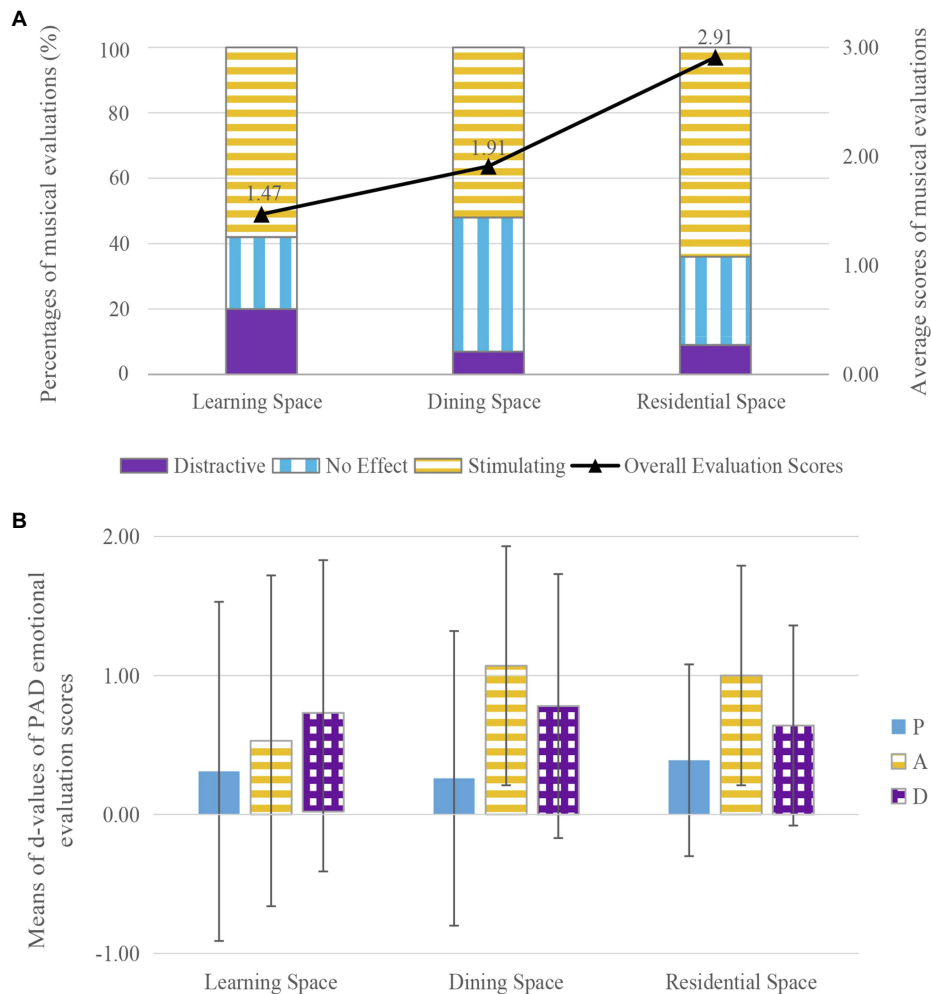 A
Percentages of musical evaluations (%)
100
80
60
40
20
0
1.47
1.91
2.91
3.00
2.00
1.00
0.00
Average scores of musical evaluations
Learning Space
Dining Space
Residential Space
Distractive
No Effect
Stimulating
Overall Evaluation Scores
B
Means of d-values of PAD emotional
evaluation scores
2.00
1.00
0.00
-1.00
P
A
D
Learning Space
Dining Space
Residential Space